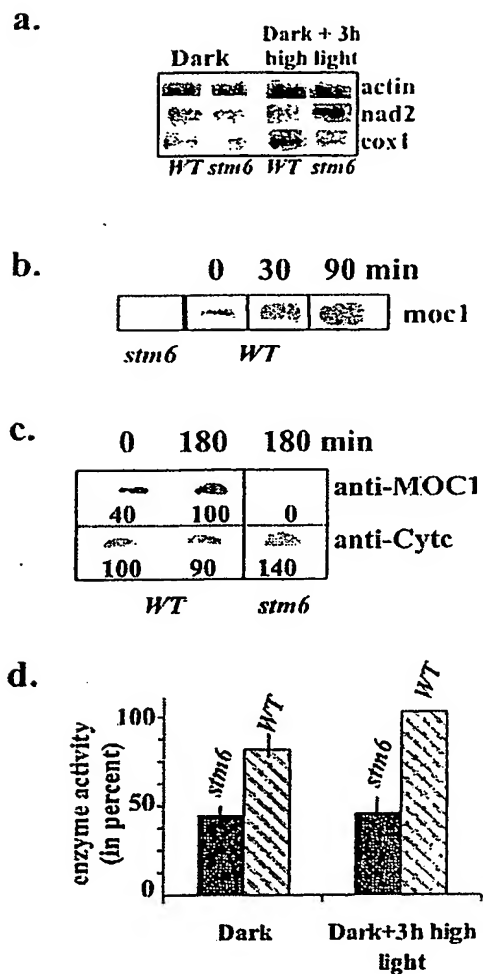 a.
Dark
Dark + 3h
high light
actin
nad2
cox1
WT stm6 WT stm6
b.
0 30 90 min
moc1
stm6 WT
c.
0 180 180 min
anti-MOC1
40 100 0
anti-Cytc
100 90 140
WT stm6
d.
enzyme activity
(in percent)
100
50
0
stm6
WT
stm6
WT
Dark
Dark+3h high
light